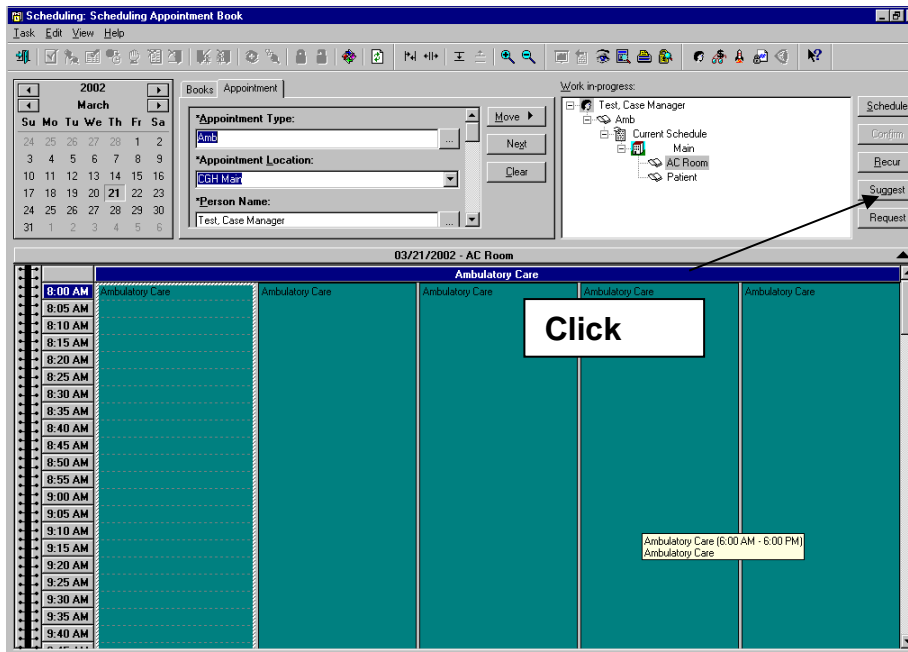 Scheduling: Scheduling Appointment Book
Task Edit View Help
2002
March
Su Mo Tu We Th Fr Sa
24 25 26 27 28 1 2
3 4 5 6 7 8 9
10 11 12 13 14 15 16
17 18 19 20 21 22 23
24 25 26 27 28 29 30
31 1 2 3 4 5 6
Books Appointment
*Appointment Type:
Amb
...
*Appointment Location:
CGH Main
*Person Name:
Test, Case Manager
...
Move
Next
Clear
Work in-progress:
Test, Case Manager
Amb
Current Schedule
Main
AC Room
Patient
Schedule
Confirm
Recur
Suggest
Request
03/21/2002 - AC Room
Ambulatory Care
8:00 AM Ambulatory Care Ambulatory Care Ambulatory Care Ambulatory Care Ambulatory Care
8:05 AM
8:10 AM
8:15 AM
8:20 AM
8:25 AM
8:30 AM
8:35 AM
8:40 AM
8:45 AM
8:50 AM
8:55 AM
9:00 AM
9:05 AM
9:10 AM
9:15 AM
9:20 AM
9:25 AM
9:30 AM
9:35 AM
9:40 AM
Click
Ambulatory Care (6:00 AM - 6:00 PM)
Ambulatory Care